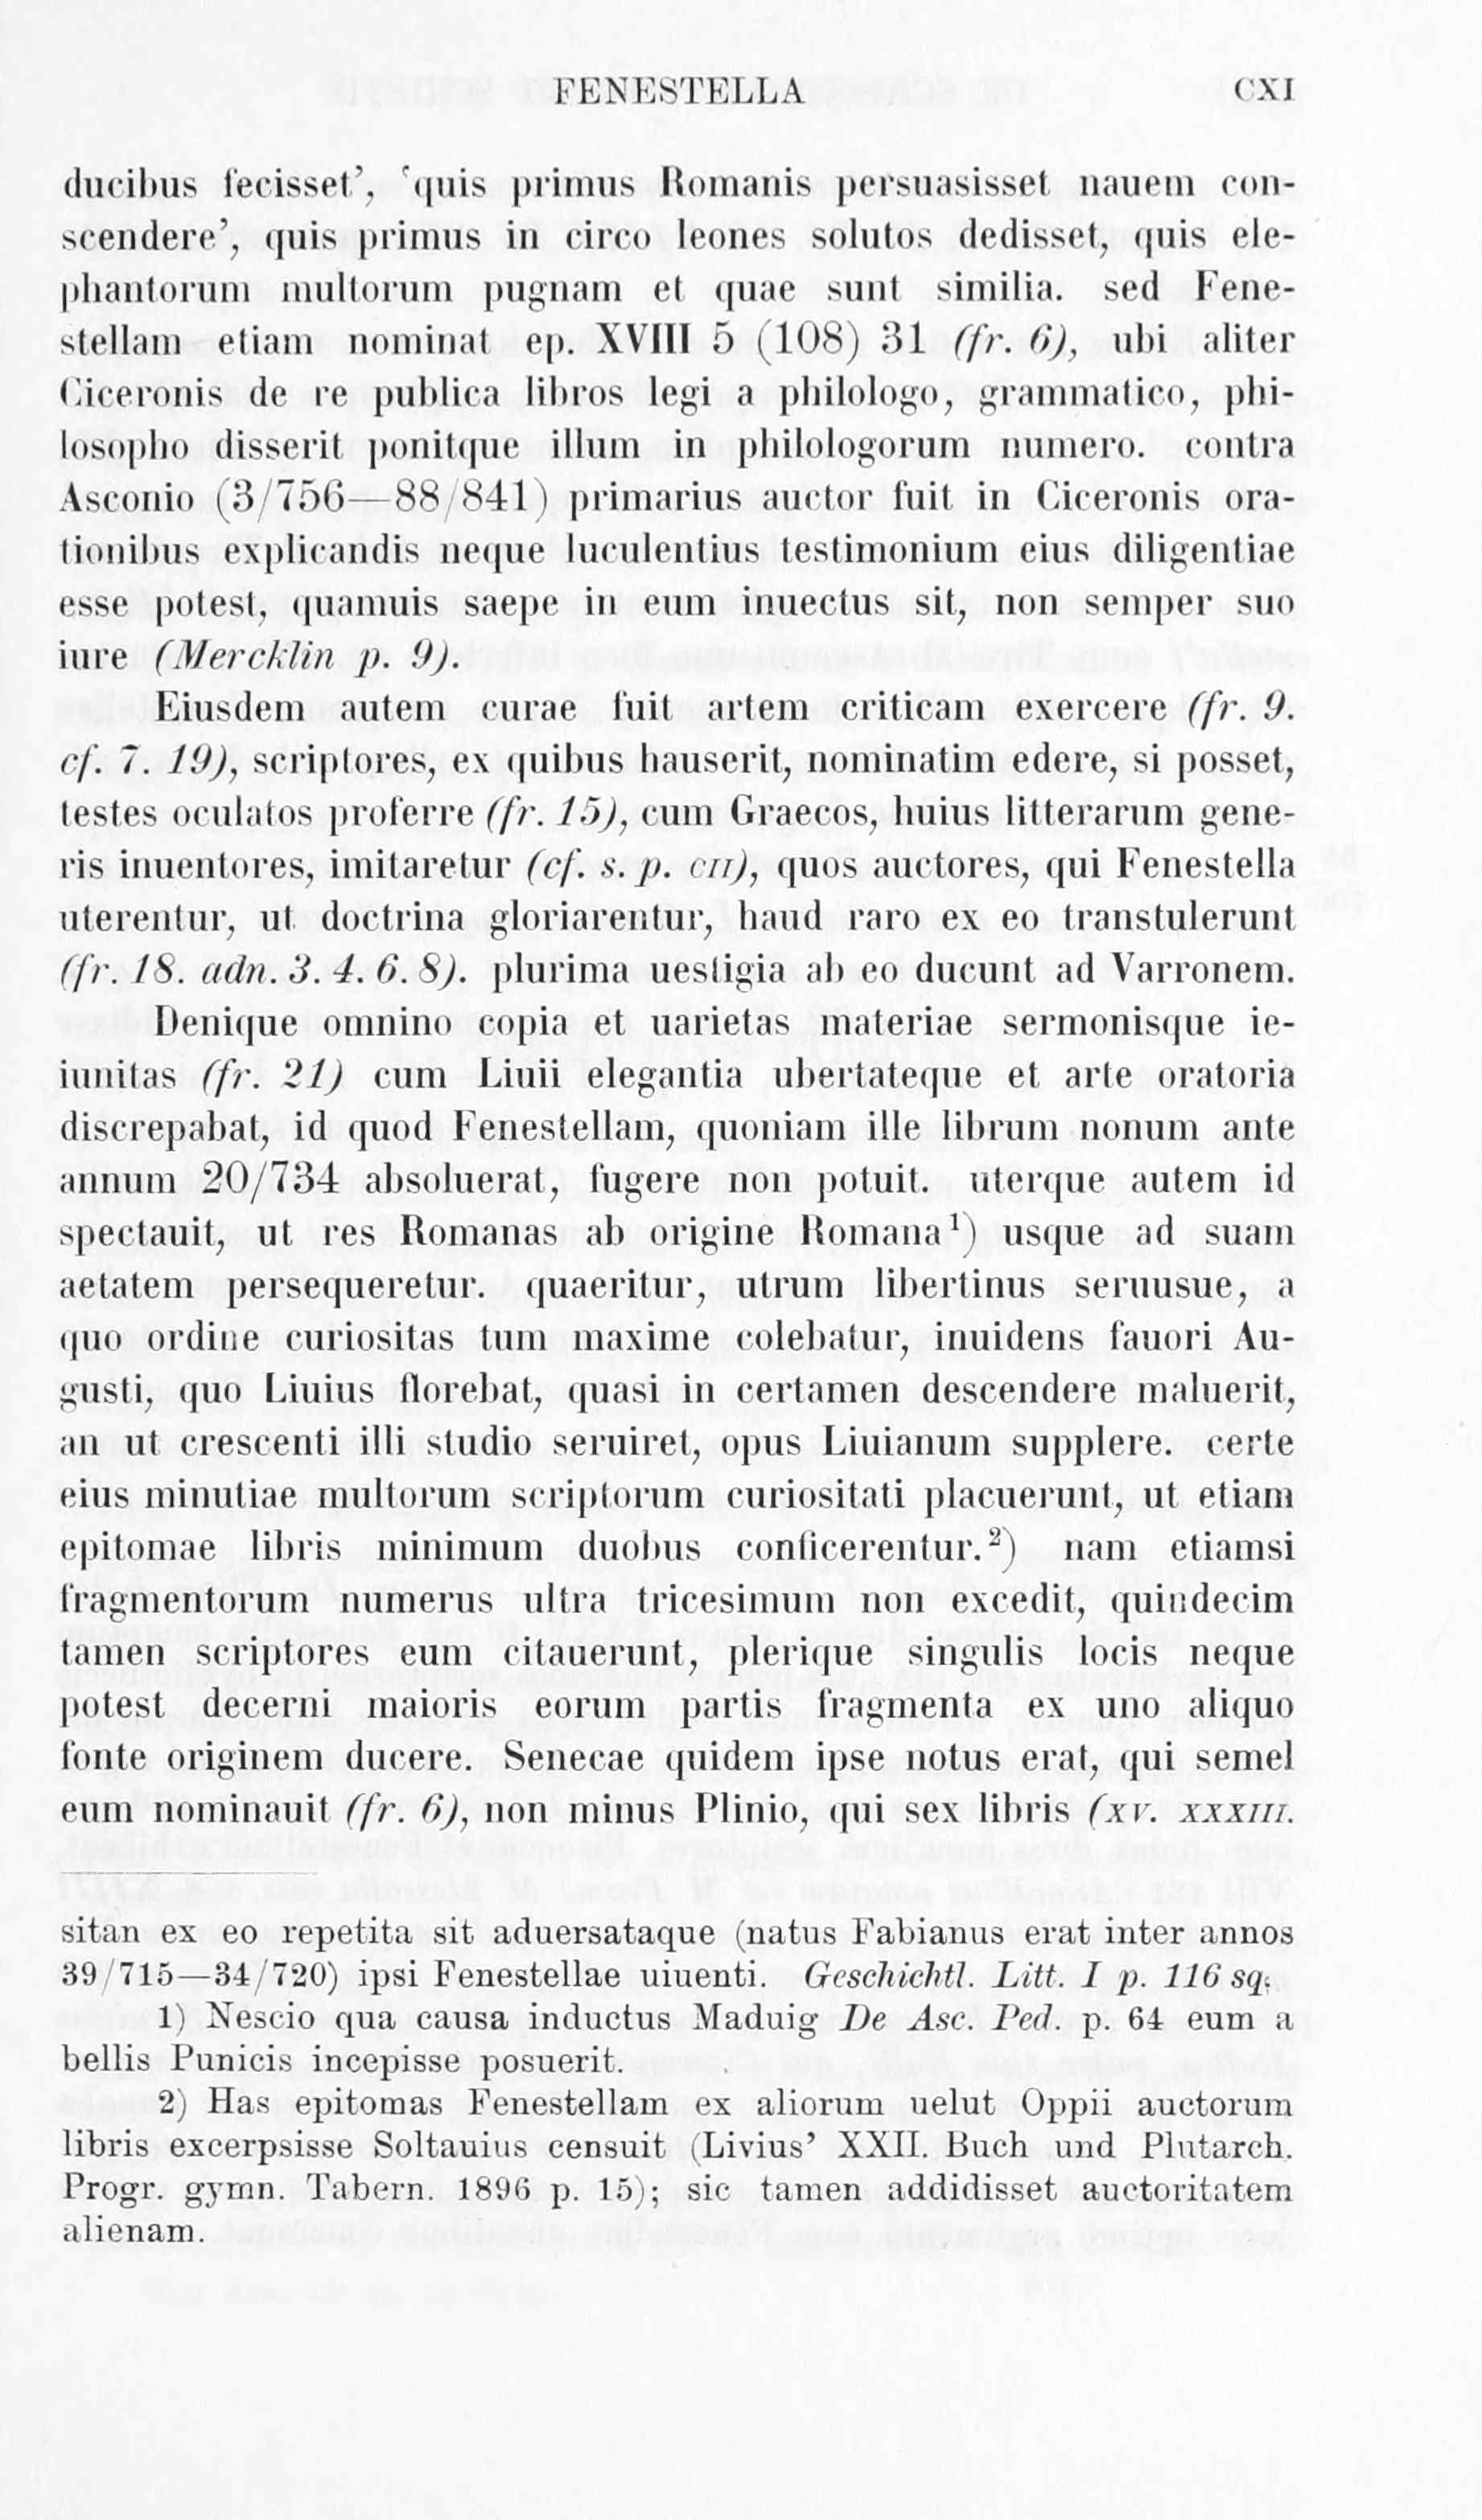 FENESTELLA CXI
ducibus fecisset’, ‘quis primus Romanis persuasisset nauem con-
scendere’, quis primus in circo leones solutos dedisset, quis ele-
phantorum multorum pugnam et quae sunt similia. sed Fene-
stellam etiam nominat ep. XVIII 5 (108) 31 (fr. 6), ubi aliter
Ciceronis de re publica libros legi a philologo, grammatico, phi-
losopho disserit ponitque illum in philologorum numero. contra
Asconio (3/756—88/841) primarius auctor fuit in Ciceronis ora-
tionibus explicandis neque luculentius testimonium eius diligentiae
esse potest, quamuis saepe in eum inuectus sit, non semper suo
iure (Mercklin p. 9).
Eiusdem autem curae fuit artem criticam exercere (fr. 9.
cf. 7. 19), scriptores, ex quibus hauserit, nominatim edere, si posset,
testes oculatos proferre (fr. 15), cum Graecos, huius litterarum gene-
ris inuentores, imitaretur (cf. s. p. CII), quos auctores, qui Fenestella
uterentur, ut doctrina gloriarentur, haud raro ex eo transtulerunt
(fr. 18. adn. 3. 4. 6. 8). plurima uestigia ab eo ducunt ad Varronem.
Denique omnino copia et uarietas materiae sermonisque ie-
iunitas (fr. 21) cum Liuii elegantia ubertateque et arte oratoria
discrepabat, id quod Fenestellam, quoniam ille librum nonum ante
annum 20/734 absoluerat, fugere non potuit. uterque autem id
spectauit, ut res Romanas ab origine Romana¹) usque ad suam
aetatem persequeretur. quaeritur, utrum libertinus seruusue, a
quo ordine curiositas tum maxime colebatur, inuidens fauori Au-
gusti, quo Liuius florebat, quasi in certamen descendere maluerit,
an ut crescenti illi studio seruiret, opus Liuianum supplere. certe
eius minutiae multorum scriptorum curiositati placuerunt, ut etiam
epitomae libris minimum duobus conficerentur.²) nam etiamsi
fragmentorum numerus ultra tricesimum non excedit, quindecim
tamen scriptores eum citauerunt, plerique singulis locis neque
potest decerni maioris eorum partis fragmenta ex uno aliquo
fonte originem ducere. Senecae quidem ipse notus erat, qui semel
eum nominauit (fr. 6), non minus Plinio, qui sex libris (XV. XXXIII.
sitan ex eo repetita sit aduersataque (natus Fabianus erat inter annos
39/715—34/720) ipsi Fenestellae uiuenti. Geschichtl. Litt. I p. 116 sq.
1) Nescio qua causa inductus Maduig De Asc. Ped. p. 64 eum a
bellis Punicis incepisse posuerit.
2) Has epitomas Fenestellam ex aliorum uelut Oppii auctorum
libris excerpsisse Soltauius censuit (Livius’ XXII. Buch und Plutarch.
Progr. gymn. Tabern. 1896 p. 15); sic tamen addidisset auctoritatem
alienam.